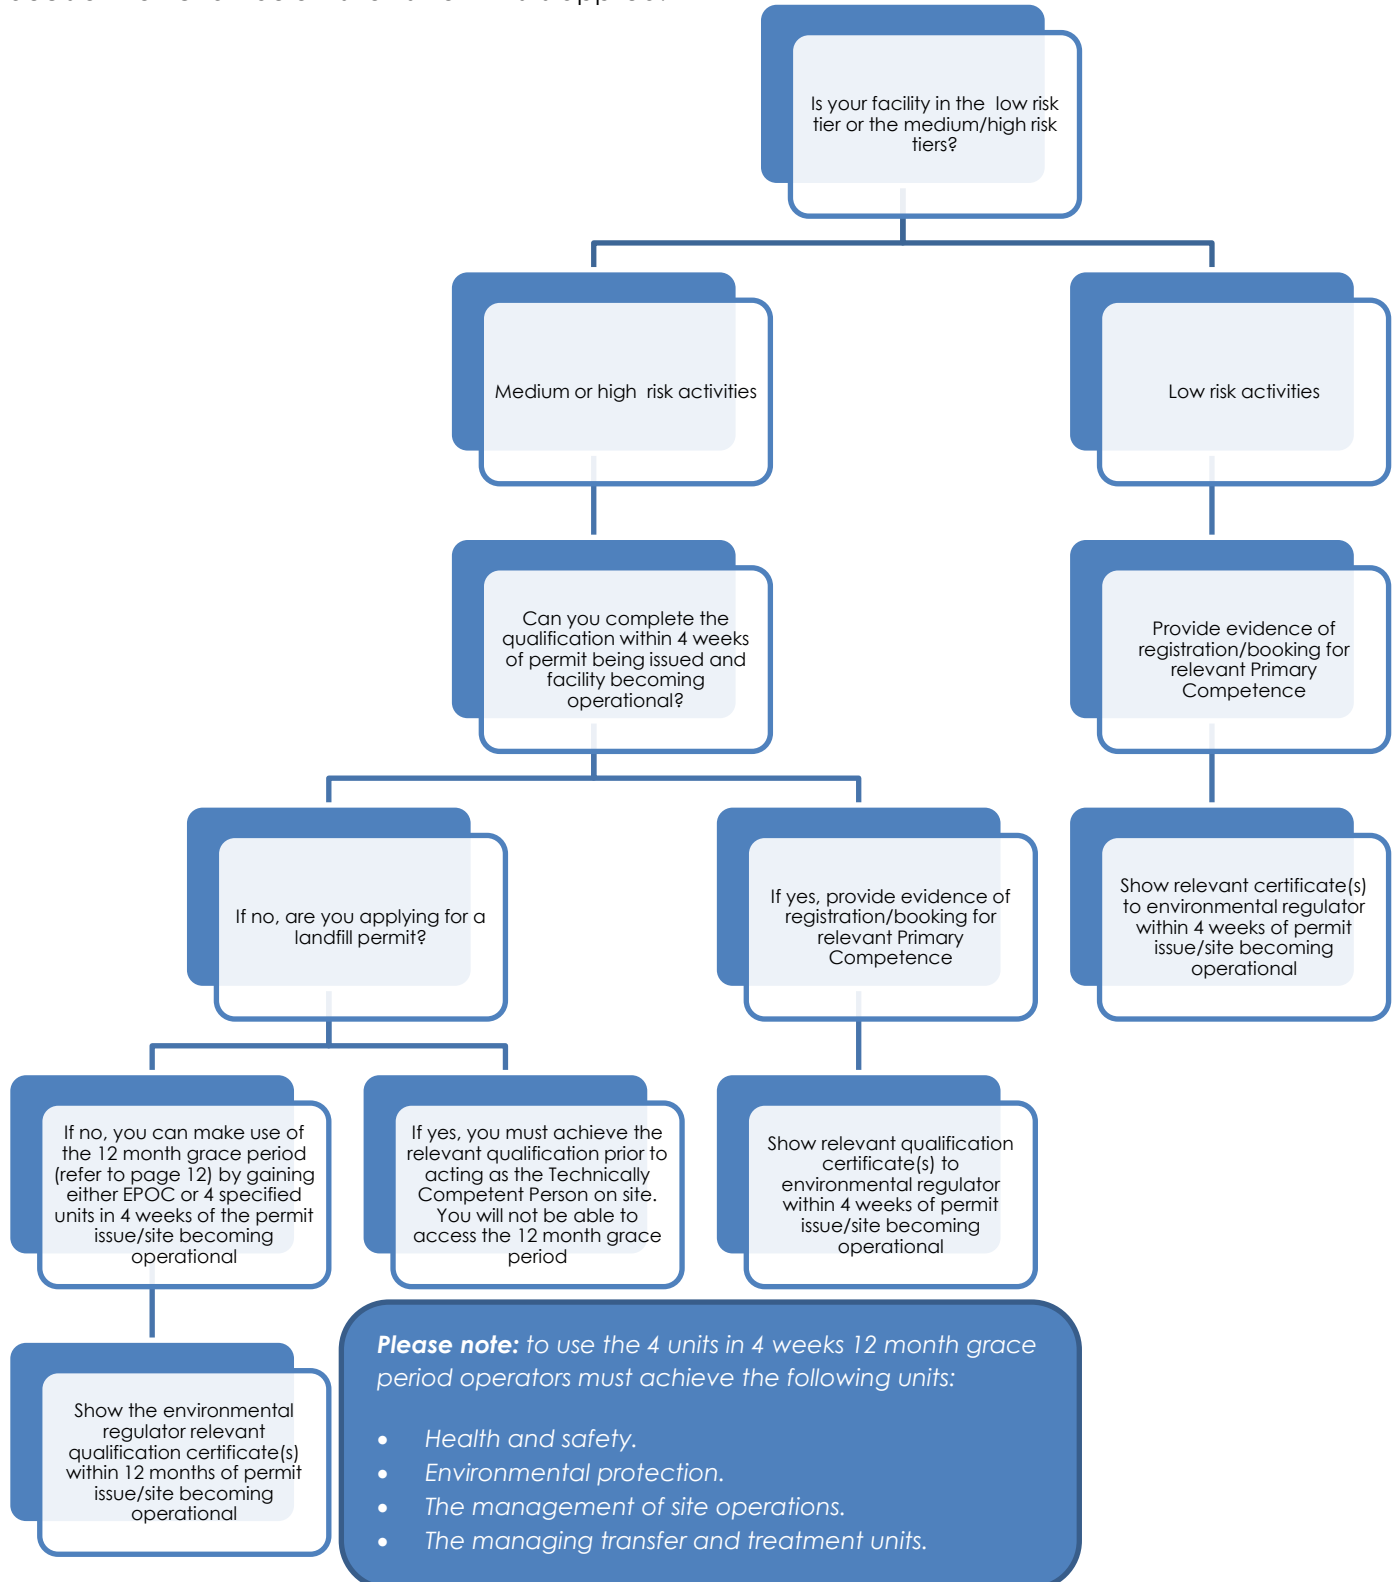 Is your facility in the low risk
tier or the medium/high risk
tiers?
Medium or high risk activities
Low risk activities
Can you complete the
qualification within 4 weeks
of permit being issued and
facility becoming
operational?
Provide evidence of
registration/booking for
relevant Primary
Competence
If no, are you applying for a
landfill permit?
If yes, provide evidence of
registration/booking for
relevant Primary
Competence
Show relevant certificate(s)
to environmental regulator
within 4 weeks of permit
issue/site becoming
operational
If no, you can make use of
the 12 month grace period
(refer to page 12) by gaining
either EPOC or 4 specified
units in 4 weeks of the permit
issue/site becoming
operational
If yes, you must achieve the
relevant qualification prior to
acting as the Technically
Competent Person on site.
You will not be able to
access the 12 month grace
period
Show relevant qualification
certificate(s) to
environmental regulator
within 4 weeks of permit
issue/site becoming
operational
Show the environmental
regulator relevant
qualification certificate(s)
within 12 months of permit
issue/site becoming
operational
Please note: to use the 4 units in 4 weeks 12 month grace
period operators must achieve the following units:
• Health and safety.
• Environmental protection.
• The management of site operations.
• The managing transfer and treatment units.